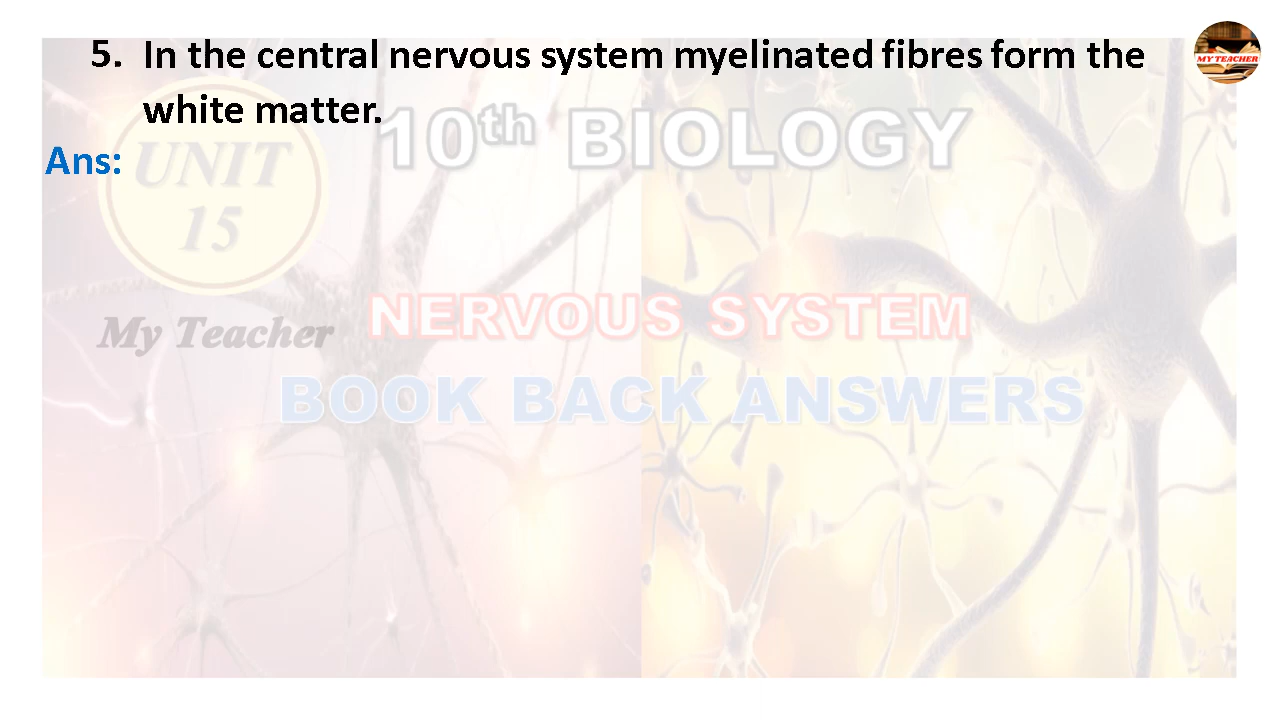 5. In the central nervous system myelinated fibres form the
white matter.
MY TEACHER
Ans:
10th BIOLOGY
UNIT
15
NERVOUS SYSTEM
My Teacher
BOOK BACK ANSWERS